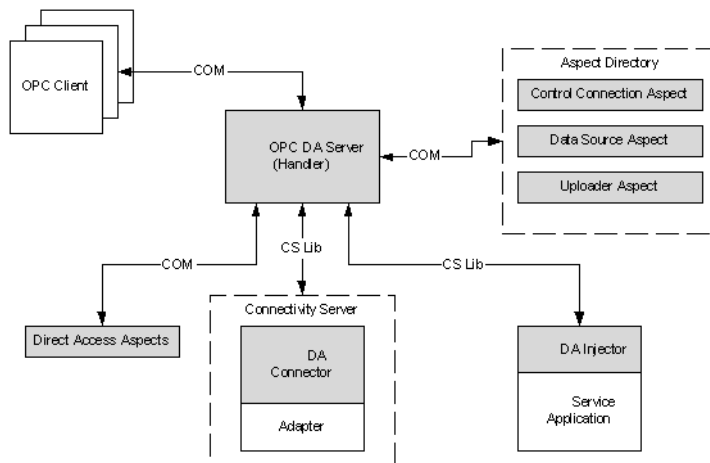 COM
OPC Client
Aspect Directory
Control Connection Aspect
OPC DA Server
(Handler)
Data Source Aspect
COM
Uploader Aspect
CS Lib
COM
CS Lib
Connectivity Server
Direct Access Aspects
DA
Connector
DA Injector
Adapter
Service
Application